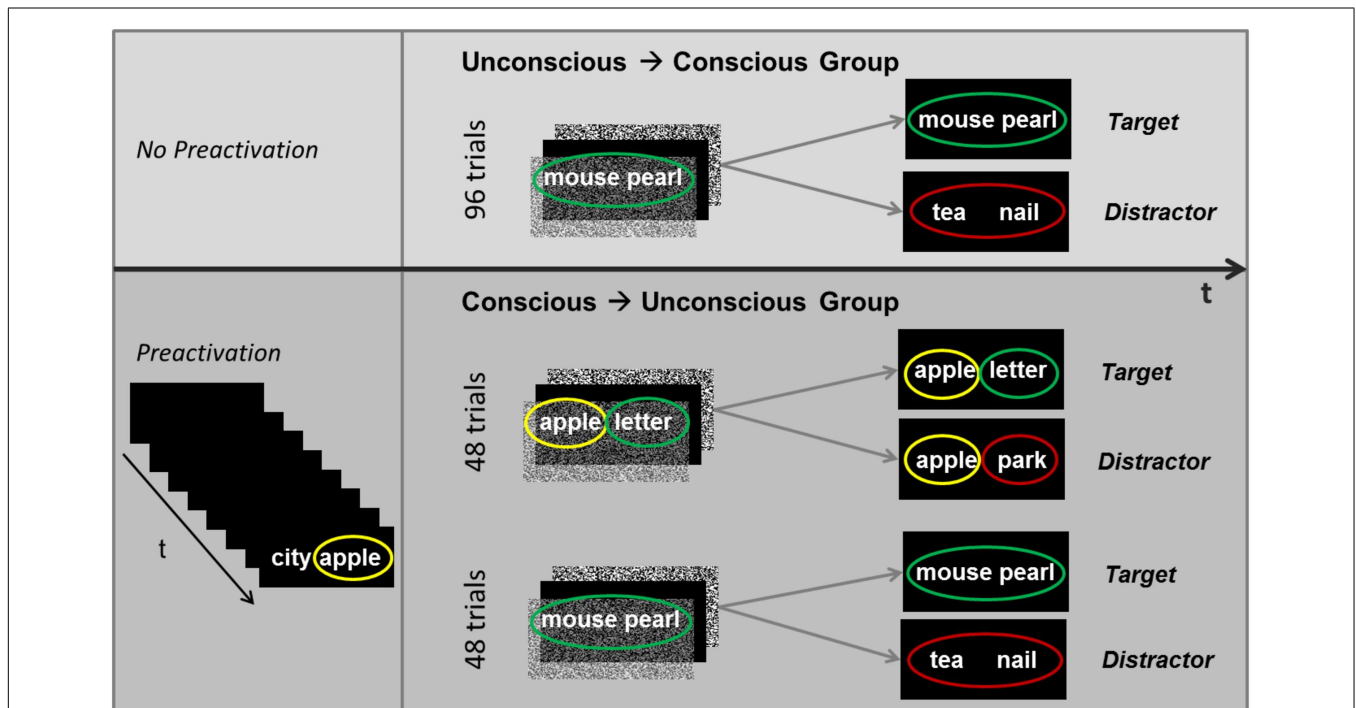 Unconscious → Conscious Group
No Preactivation
96 trials
mouse pearl
mouse pearl
Target
tea nail
Distractor
t
Conscious → Unconscious Group
Preactivation
t
city apple
48 trials
apple letter
apple letter
Target
apple park
Distractor
48 trials
mouse pearl
mouse pearl
Target
tea nail
Distractor